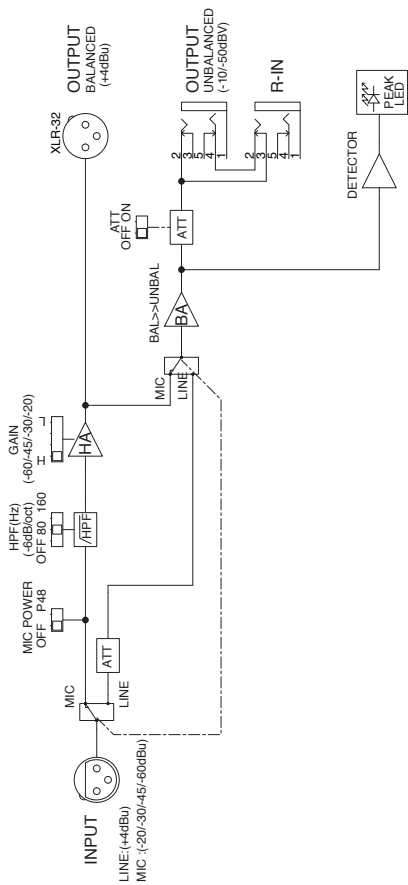 INPUT
LINE:(+4dBu)
MIC :(-20/-30/-45/-60dBu)
MIC
LINE
ATT
MIC POWER
OFF P48
HPF(Hz)
(-6dB/oct)
OFF 80 160
HPF
GAIN
(-60/-45/-30/-20)
HA
MIC
LINE
BAL>>UNBAL
BA
ATT
OFF ON
ATT
XLR-32
OUTPUT
BALANCED
(+4dBu)
OUTPUT
UNBALANCED
(-10/-50dBV)
2
3
5
4
1
R-IN
2
3
5
4
1
DETECTOR
PEAK
LED